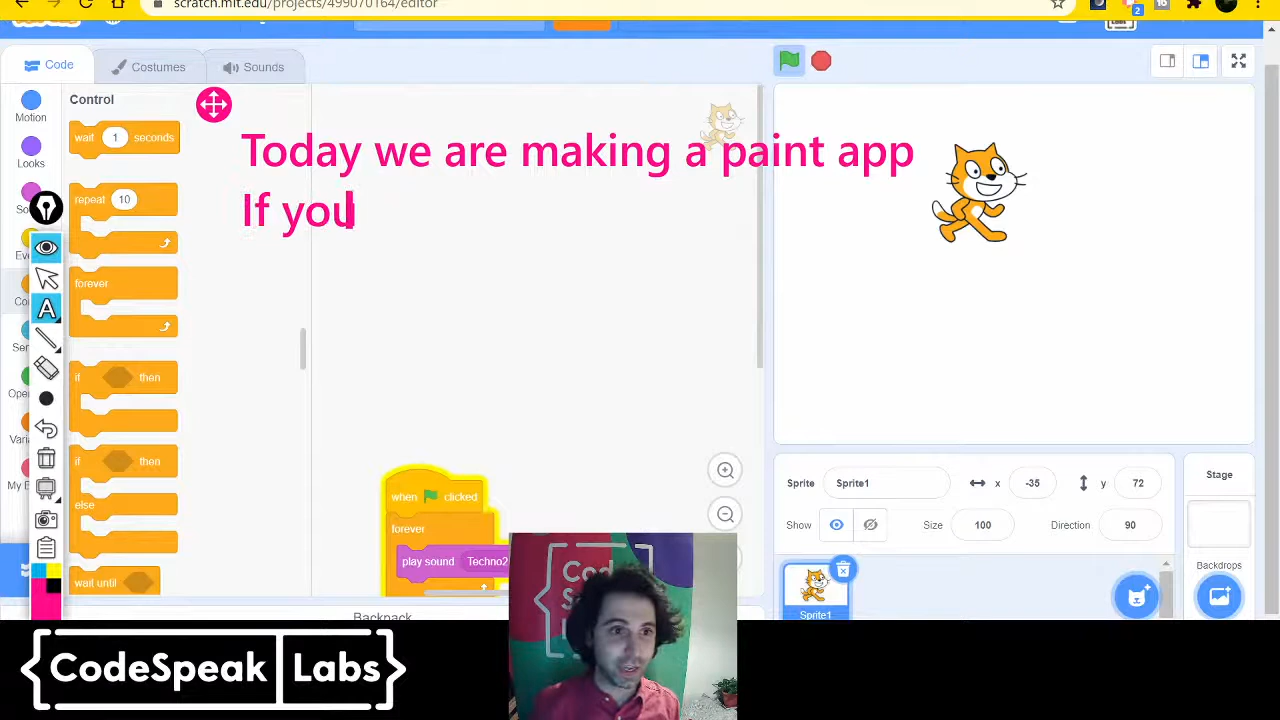 scratch.mit.edu/projects/499070164/editor
Code
Costumes
Sounds
Motion
Looks
Control
wait 1 seconds
repeat 10
forever
if then
if then
else
wait until
Today we are making a paint app
If you
when clicked
forever
play sound Techno2
Backpack
Sprite
Sprite1
x
-35
y
72
Show
Size
100
Direction
90
Sprite1
Stage
Backdrops
{CodeSpeak|Labs}